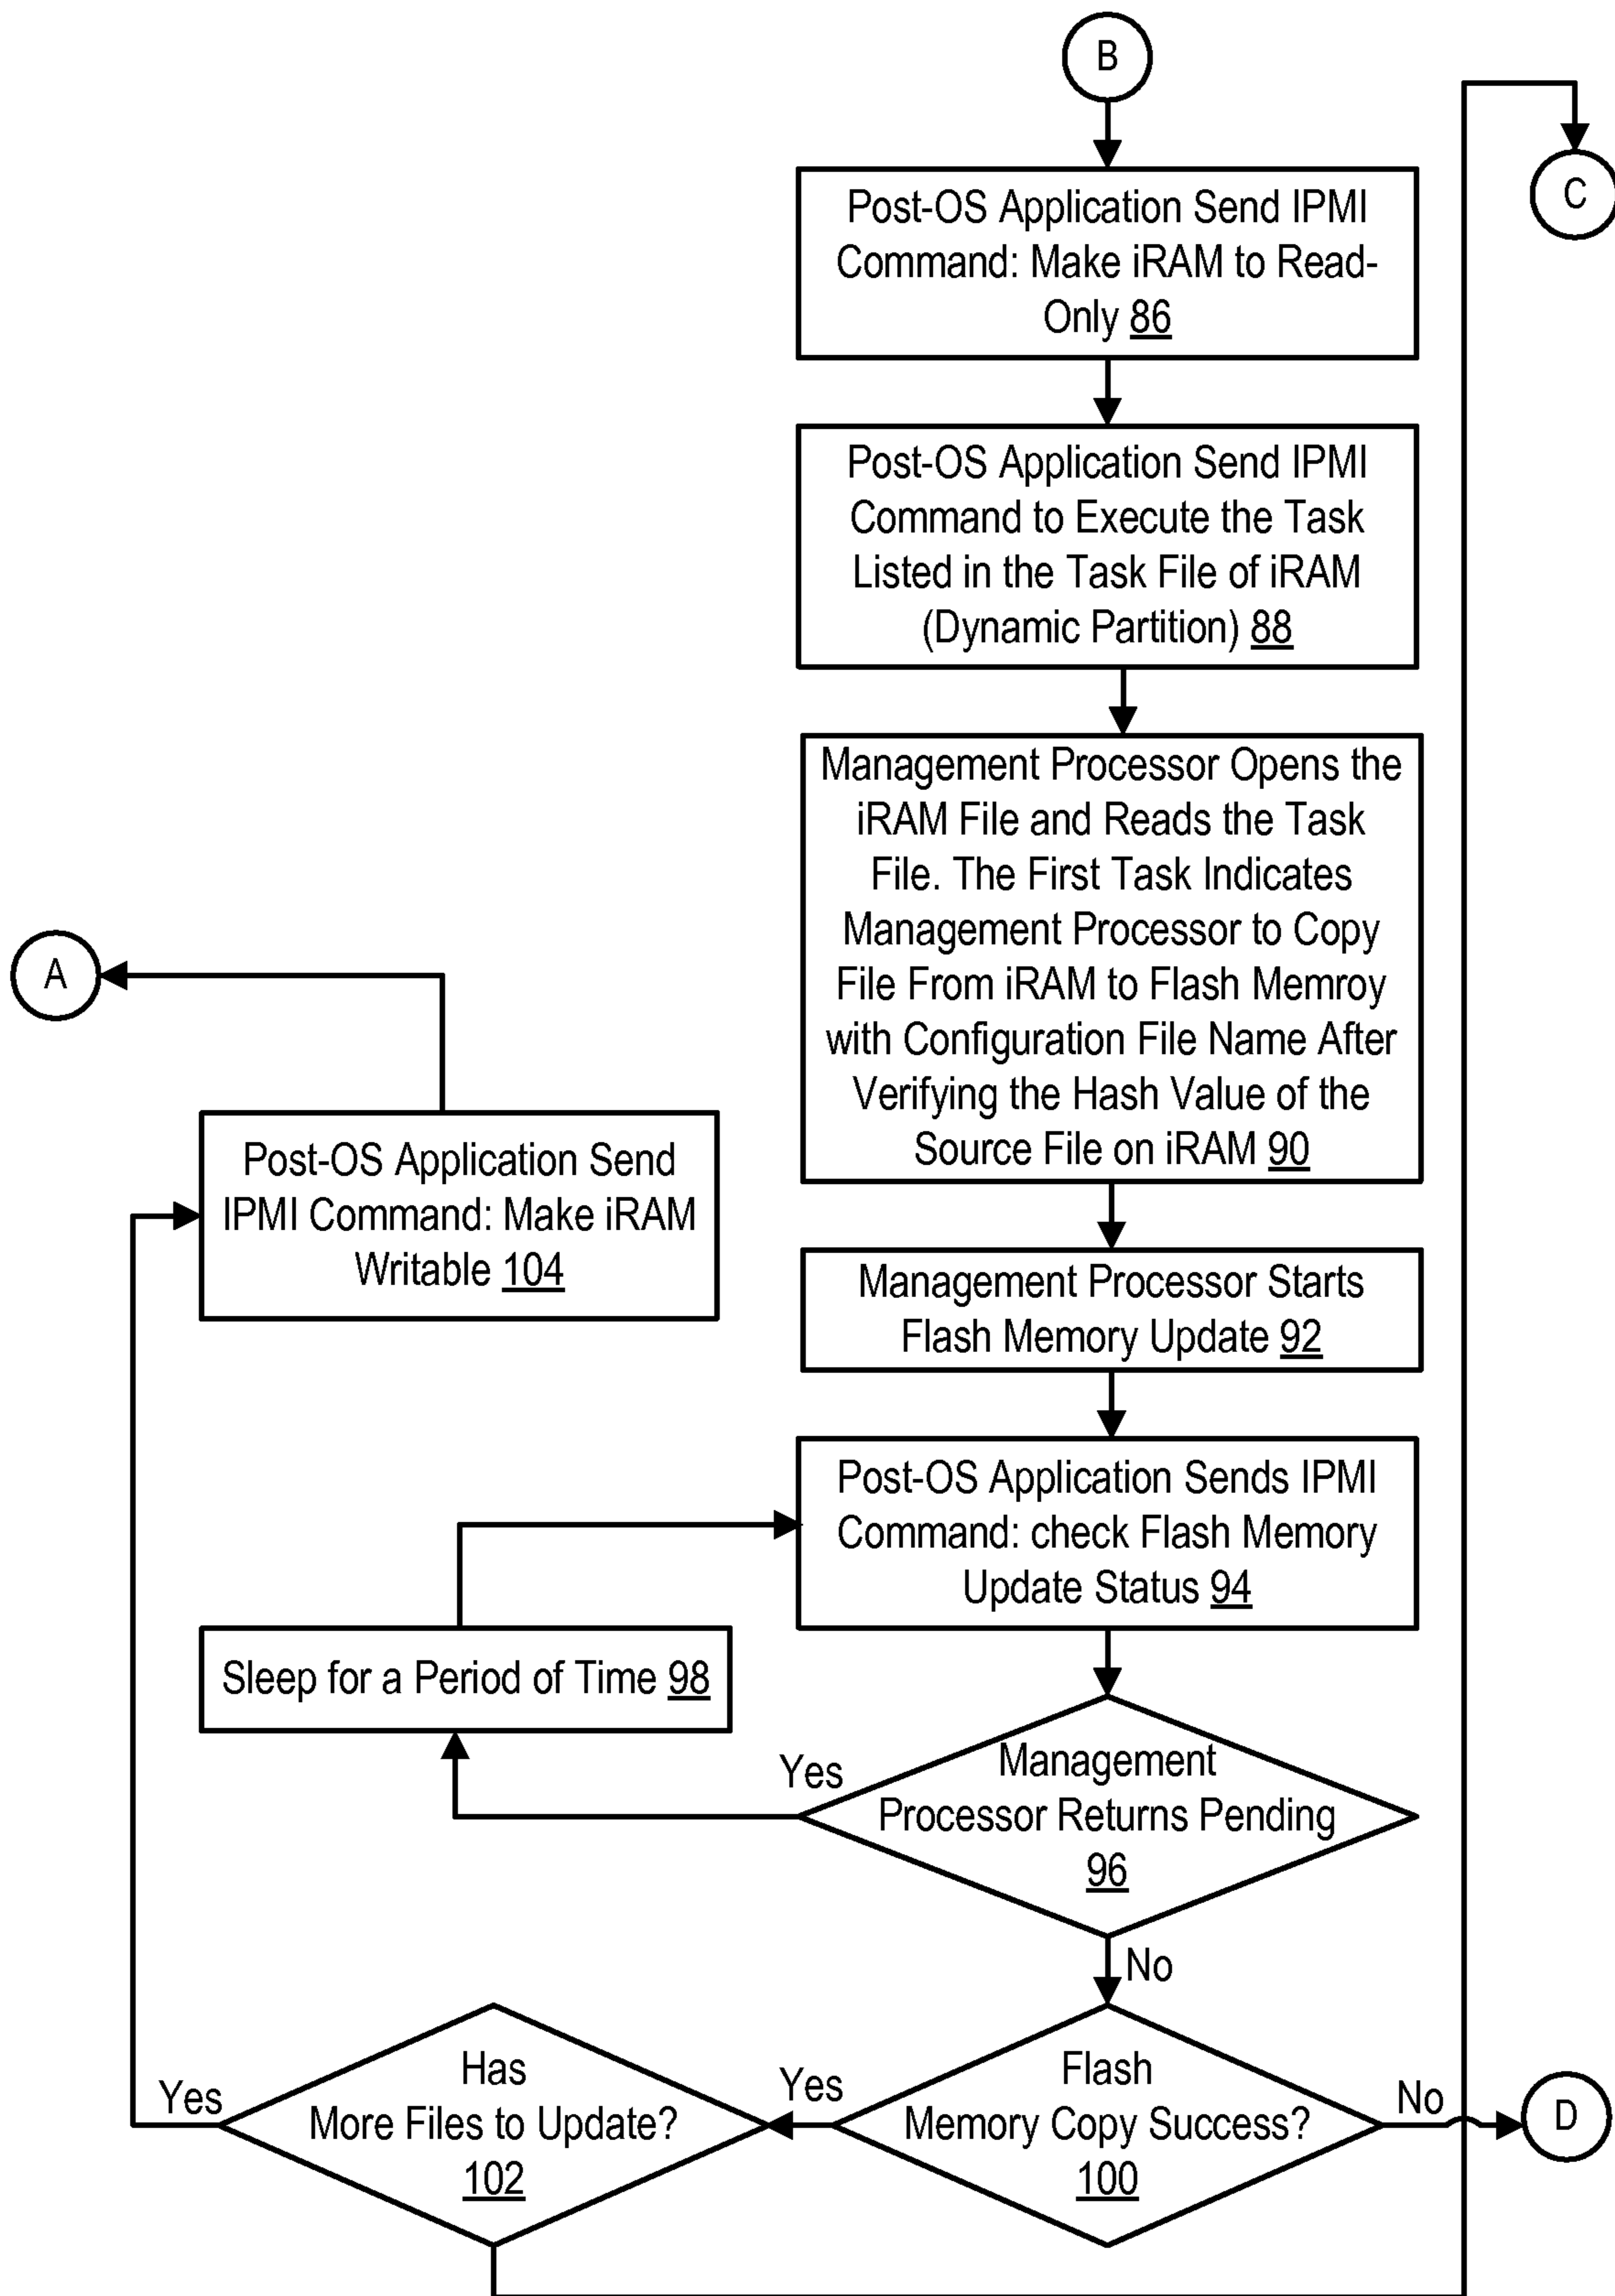 B
C
Post-OS Application Send IPMI
Command: Make iRAM to Read-
Only 86
Post-OS Application Send IPMI
Command to Execute the Task
Listed in the Task File of iRAM
(Dynamic Partition) 88
Management Processor Opens the
iRAM File and Reads the Task
File. The First Task Indicates
Management Processor to Copy
File From iRAM to Flash Memroy
with Configuration File Name After
Verifying the Hash Value of the
Source File on iRAM 90
A
Post-OS Application Send
IPMI Command: Make iRAM
Writable 104
Management Processor Starts
Flash Memory Update 92
Post-OS Application Sends IPMI
Command: check Flash Memory
Update Status 94
Sleep for a Period of Time 98
Yes
Management
Processor Returns Pending
96
No
Flash
Memory Copy Success?
100
Yes
No
D
Has
More Files to Update?
102
Yes